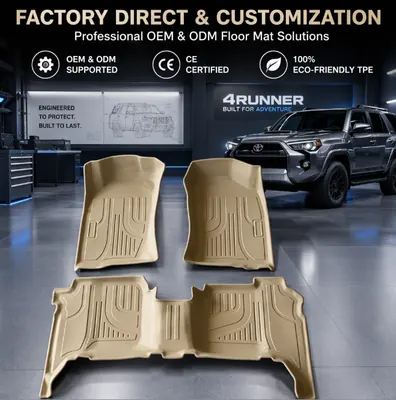 FACTORY DIRECT & CUSTOMIZATION
Professional OEM & ODM Floor Mat Solutions
OEM & ODM
SUPPORTED
CE
CE
CERTIFIED
100%
ECO-FRIENDLY TPE
ENGINEERED
TO PROTECT.
BUILT TO LAST.
4RUNNER
BUILT FOR ADVENTURE